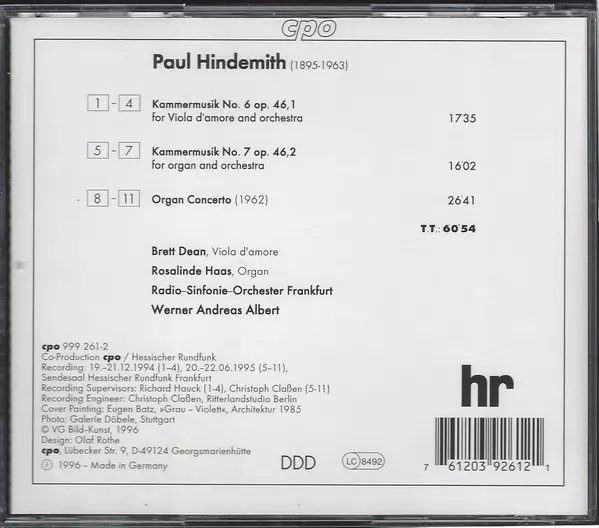 cpo
Paul Hindemith (1895-1963)
1 - 4 Kammermusik No. 6 op. 46,1
for Viola d'amore and orchestra 17'35
5 - 7 Kammermusik No. 7 op. 46,2
for organ and orchestra 16'02
8 - 11 Organ Concerto (1962) 26'41
T.T.: 60'54
Brett Dean, Viola d'amore
Rosalinde Haas, Organ
Radio-Sinfonie-Orchester Frankfurt
Werner Andreas Albert
cpo 999 261-2
Co-Production cpo / Hessischer Rundfunk
Recording: 19.-21.12.1994 (1-4), 20.-22.06.1995 (5-11),
Sendesaal Hessischer Rundfunk Frankfurt
Recording Supervisors: Richard Hauck (1-4), Christoph Claßen (5-11)
Recording Engineer: Christoph Claßen, Ritterlandstudio Berlin
Cover Painting: Eugen Batz, »Grau – Violett«, Architektur 1985
Photo: Galerie Döbele, Stuttgart
© VG Bild-Kunst, 1996
Design: Olaf Rothe
cpo, Lübecker Str. 9, D-49124 Georgsmarienhütte
℗ 1996 – Made in Germany
DDD
LC 8492
hr
7 61203 92612 1